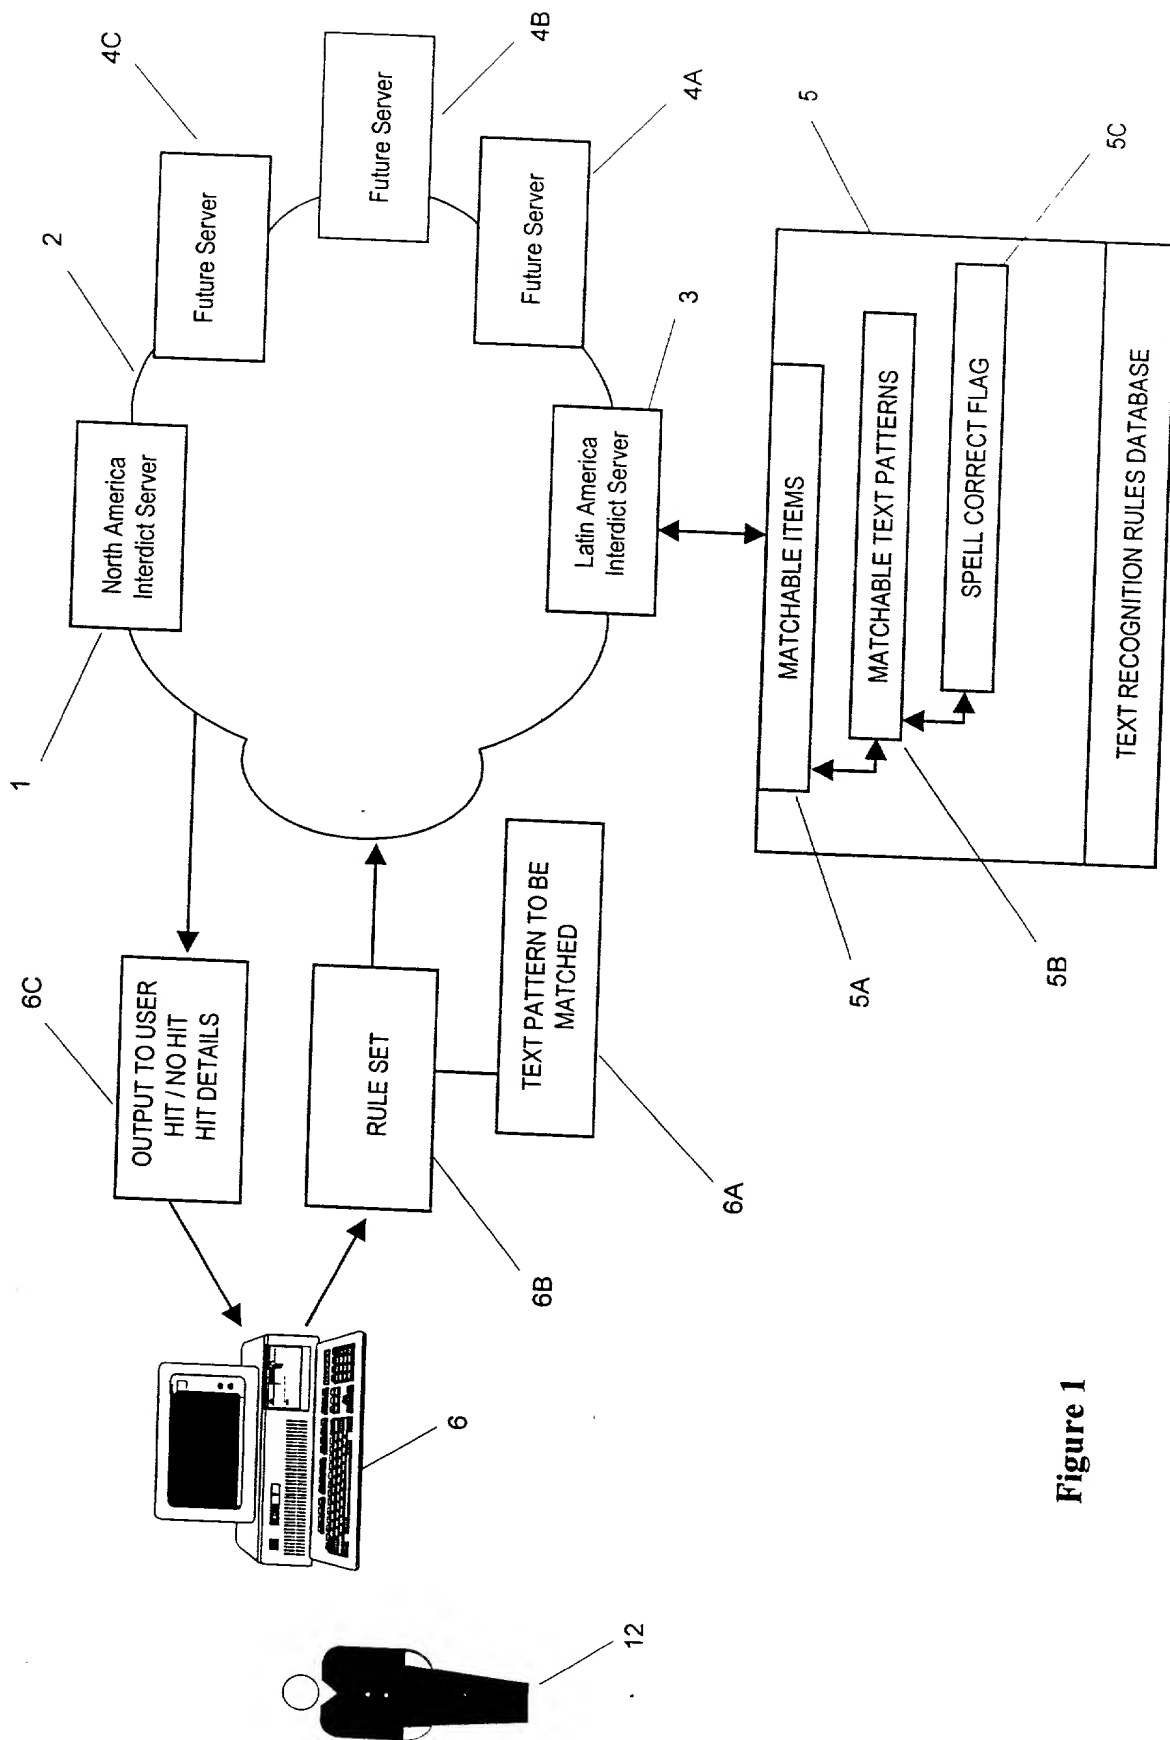 12
6
6C
OUTPUT TO USER
HIT / NO HIT
HIT DETAILS
6B
RULE SET
6A
TEXT PATTERN TO BE
MATCHED
1
North America
Interdict Server
2
4C
Future Server
4B
Future Server
4A
Future Server
3
Latin America
Interdict Server
5
5A
MATCHABLE ITEMS
5B
MATCHABLE TEXT PATTERNS
5C
SPELL CORRECT FLAG
TEXT RECOGNITION RULES DATABASE
Figure 1